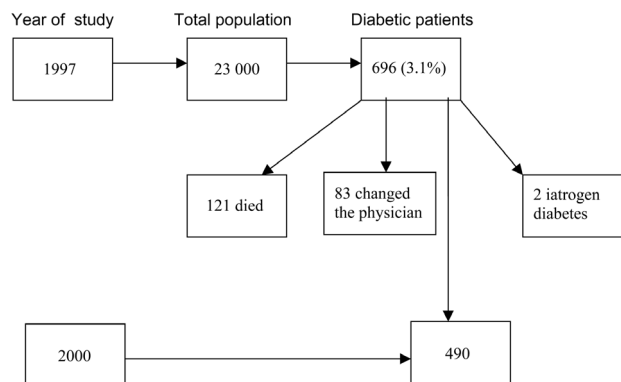 Year of study
Total population
Diabetic patients
1997
23 000
696 (3.1%)
121 died
83 changed
the physician
2 iatrogen
diabetes
2000
490